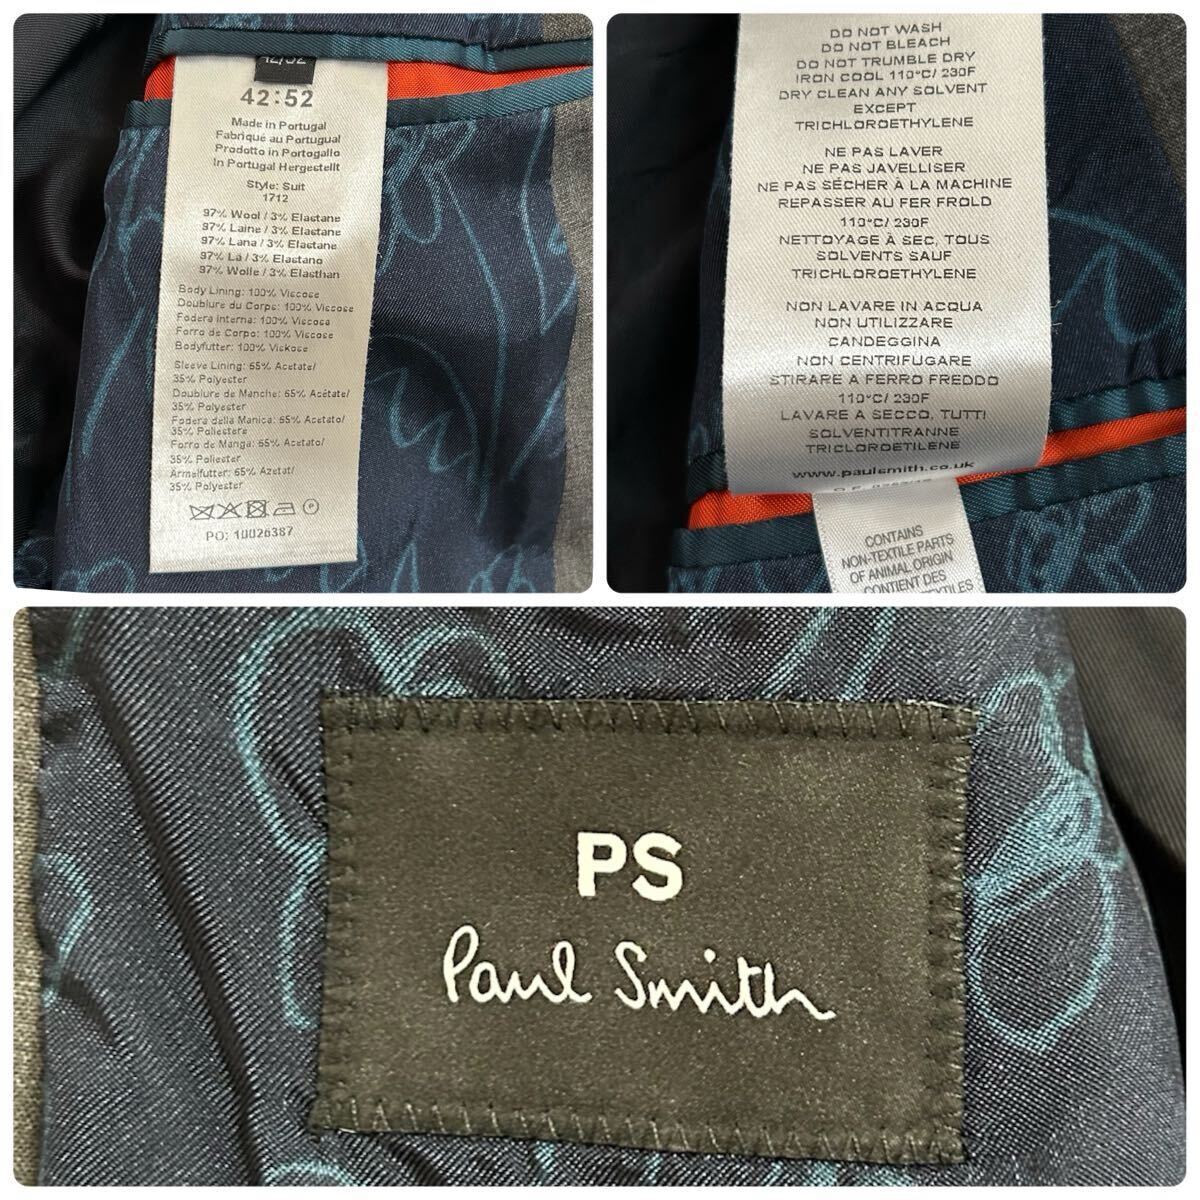 42:52
Made in Portugal
Fabriqué au Portugual
Prodotto in Portogallo
In Portugal Hergestellt
Style: Suit
1712
97% Wool / 3% Elastane
97% Laine / 3% Elastane
97% Lana / 3% Elastane
97% Lã / 3% Elastano
97% Wolle / 3% Elasthan
Body Lining: 100% Viscose
Doublure du Corps: 100% Viscose
Fodera Interna: 100% Viscose
Forro de Corpo: 100% Viscose
Bodyfutter: 100% Viskose
Sleeve Lining: 65% Acetate/
35% Polyester
Doublure de Manche: 65% Acétate/
35% Polyester
Fodera della Manica: 65% Acetato/
35% Poliestere
Forro de Manga: 65% Acetato/
35% Poliester
Armelfutter: 65% Azetat/
35% Polyester
PO: 10026387
DO NOT WASH
DO NOT BLEACH
DO NOT TRUMBLE DRY
IRON COOL 110°C/ 230F
DRY CLEAN ANY SOLVENT
EXCEPT
TRICHLOROETHYLENE
NE PAS LAVER
NE PAS JAVELLISER
NE PAS SÉCHER À LA MACHINE
REPASSER AU FER FROLD
110°C/ 230F
NETTOYAGE À SEC, TOUS
SOLVENTS SAUF
TRICHLOROETHYLENE
NON LAVARE IN ACQUA
NON UTILIZZARE
CANDEGGINA
NON CENTRIFUGARE
STIRARE A FERRO FREDDO
110°C/ 230F
LAVARE A SECCO, TUTTI
SOLVENTITRANNE
TRICLOROETILENE
www.paulsmith.co.uk
CONTAINS
NON-TEXTILE PARTS
OF ANIMAL ORIGIN
CONTIENT DES
PS
Paul Smith